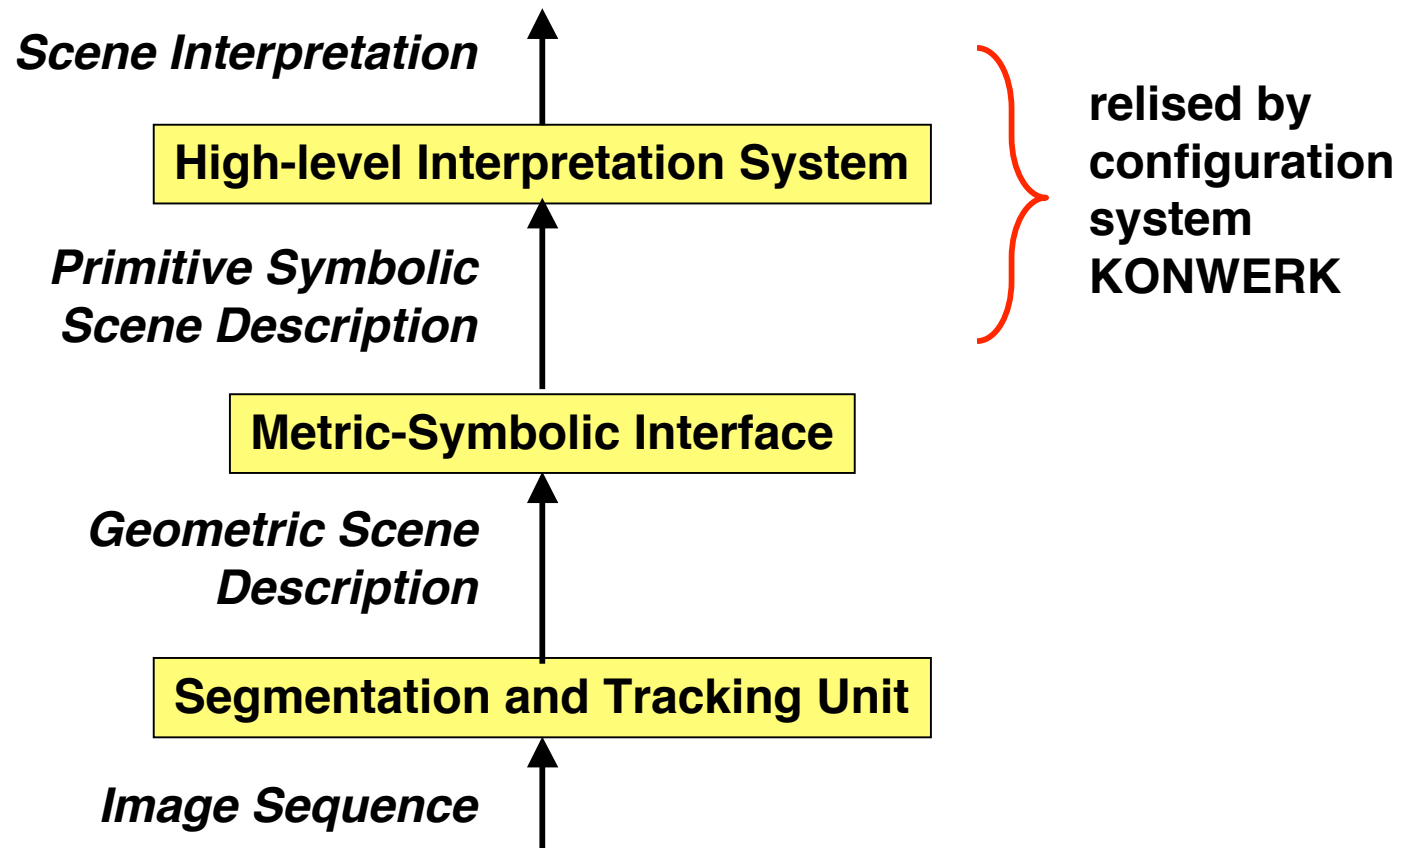 Scene Interpretation
High-level Interpretation System
Primitive Symbolic
Scene Description
Metric-Symbolic Interface
Geometric Scene
Description
Segmentation and Tracking Unit
Image Sequence
relised by
configuration
system
KONWERK